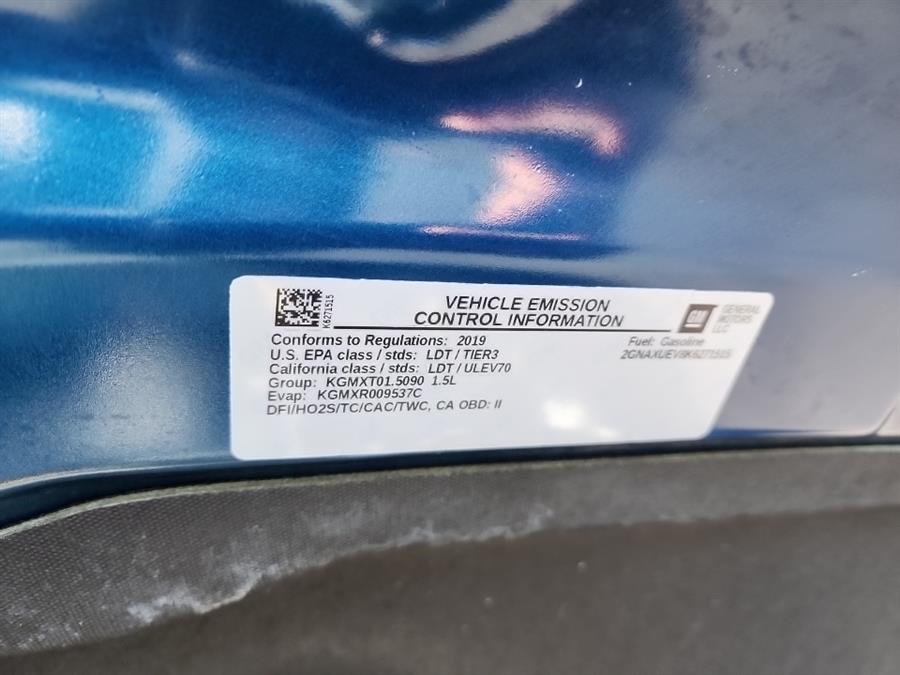 K6271515
VEHICLE EMISSION
CONTROL INFORMATION
GM
GENERAL
MOTORS
LLC
Conforms to Regulations: 2019
Fuel: Gasoline
U.S. EPA class / stds: LDT / TIER3
2GNAXUEV8K6271515
California class / stds: LDT / ULEV70
Group: KGMXT01.5090 1.5L
Evap: KGMXR009537C
DFI/HO2S/TC/CAC/TWC, CA OBD: II